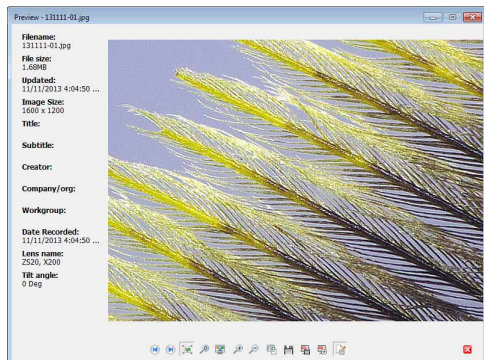 Preview - 131111-01.jpg
Filename:
131111-01.jpg
File size:
1.68MB
Updated:
11/11/2013 4:04:50 ...
Image Size:
1600 x 1200
Title:
Subtitle:
Creator:
Company/org:
Workgroup:
Date Recorded:
11/11/2013 4:04:50 ...
Lens name:
ZS20, X200
Tilt angle:
0 Deg